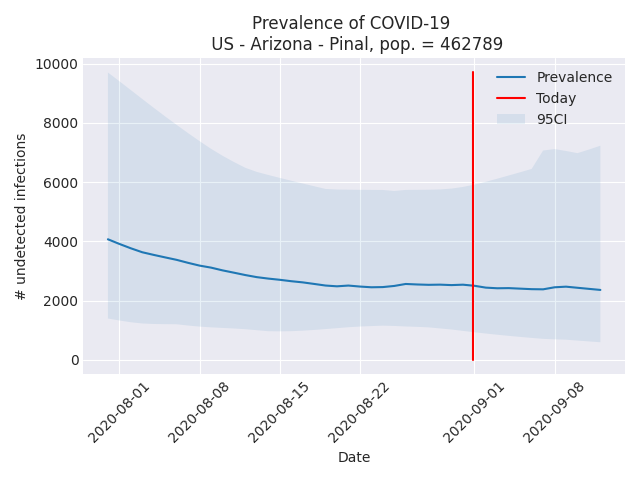 Prevalence of COVID-19
US - Arizona - Pinal, pop. = 462789
10000
8000
6000
4000
2000
0
# undetected infections
Prevalence
Today
95CI
2020-08-01
2020-08-08
2020-08-15
2020-08-22
2020-09-01
2020-09-08
Date